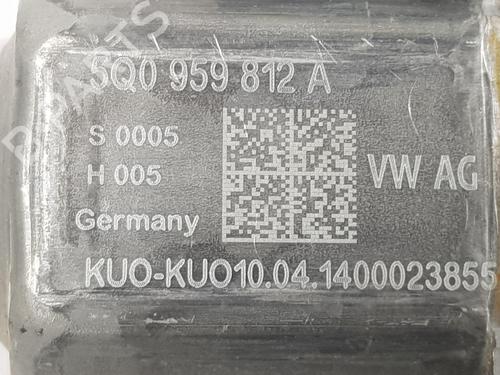 5Q0 959 812 A
S 0005
H 005
VW AG
Germany
KUO-KUO10.04.1400023855